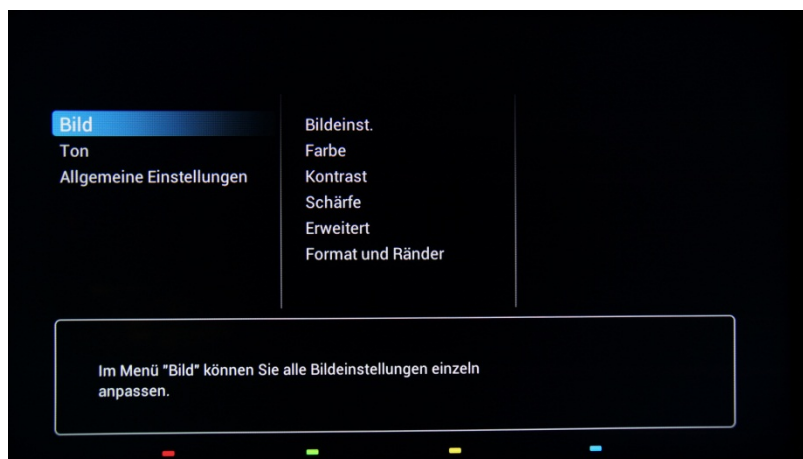 Bild
Ton
Allgemeine Einstellungen
Bildeinst.
Farbe
Kontrast
Schärfe
Erweitert
Format und Ränder
Im Menü "Bild" können Sie alle Bildeinstellungen einzeln
anpassen.